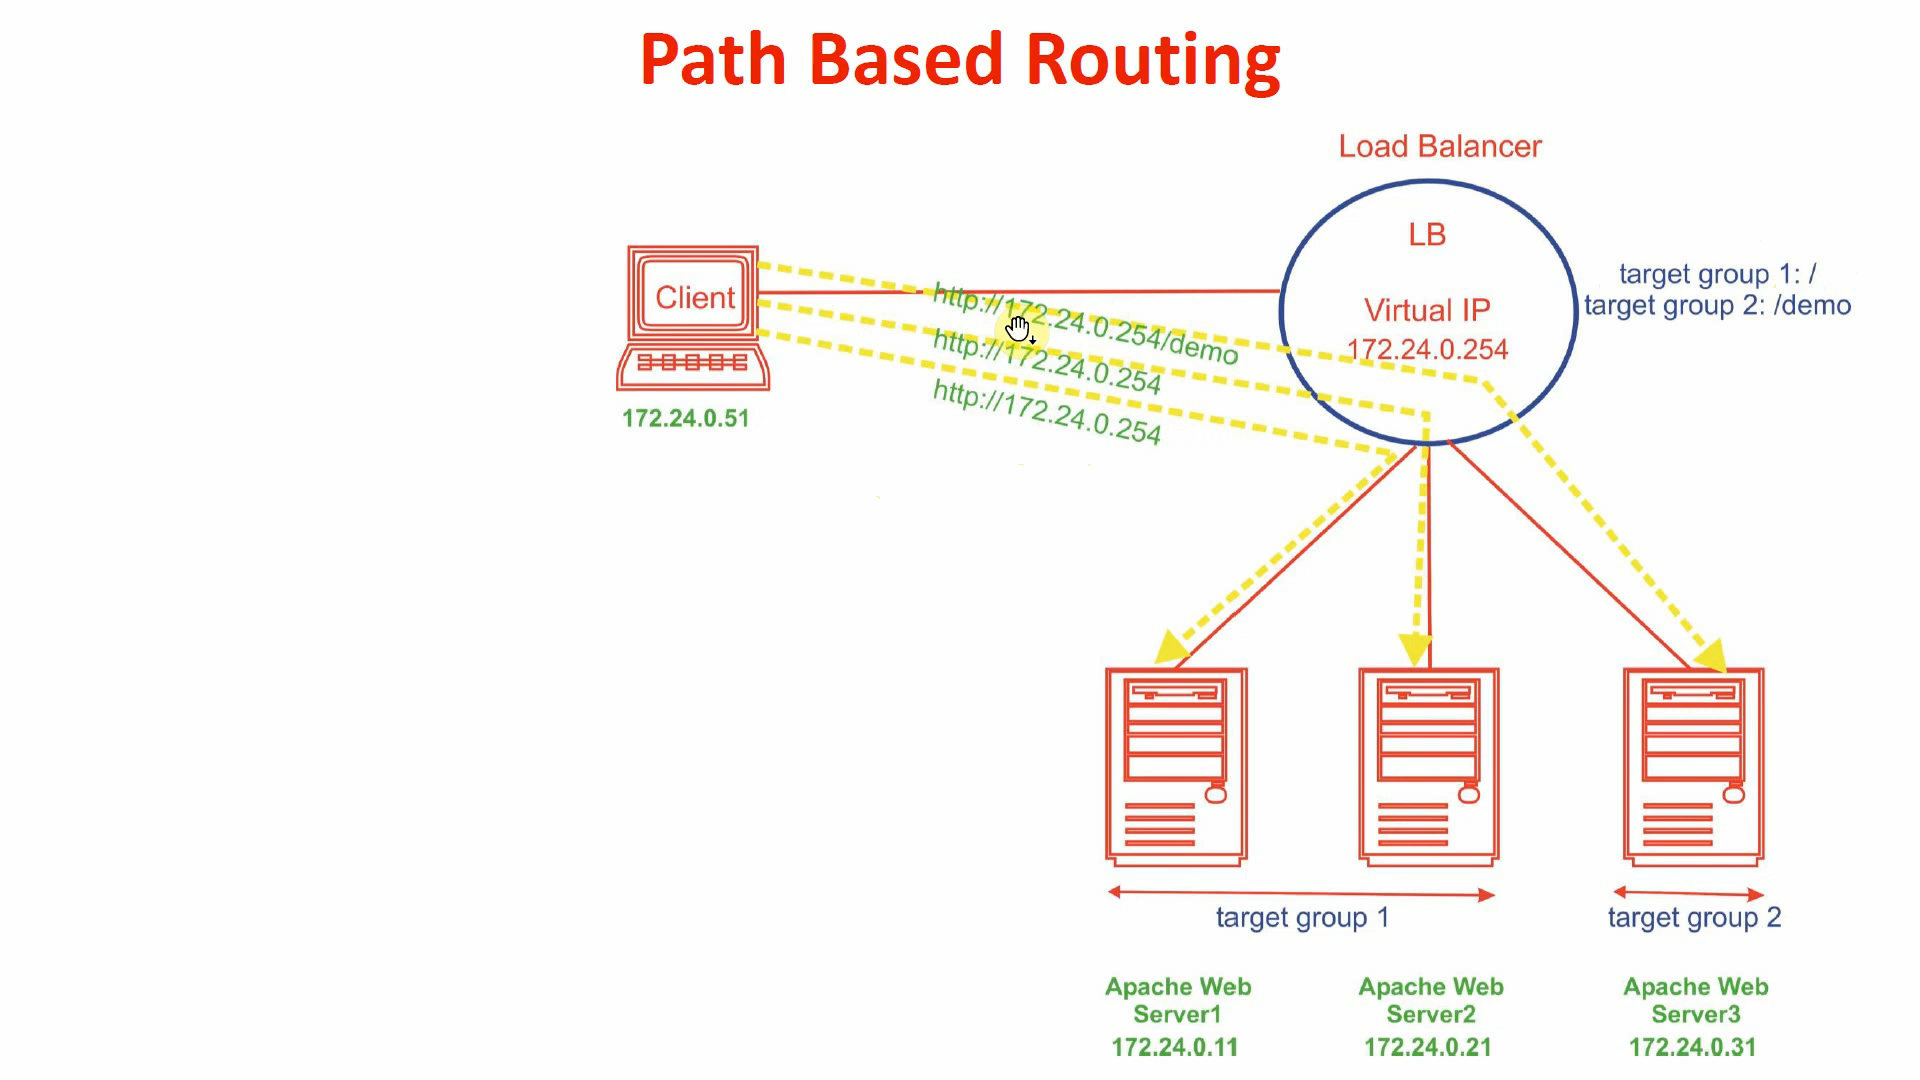 Path Based Routing
Load Balancer
LB
Virtual IP
172.24.0.254
target group 1: /
target group 2: /demo
Client
172.24.0.51
http://172.24.0.254/demo
http://172.24.0.254
http://172.24.0.254
target group 1
target group 2
Apache Web
Server1
172.24.0.11
Apache Web
Server2
172.24.0.21
Apache Web
Server3
172.24.0.31